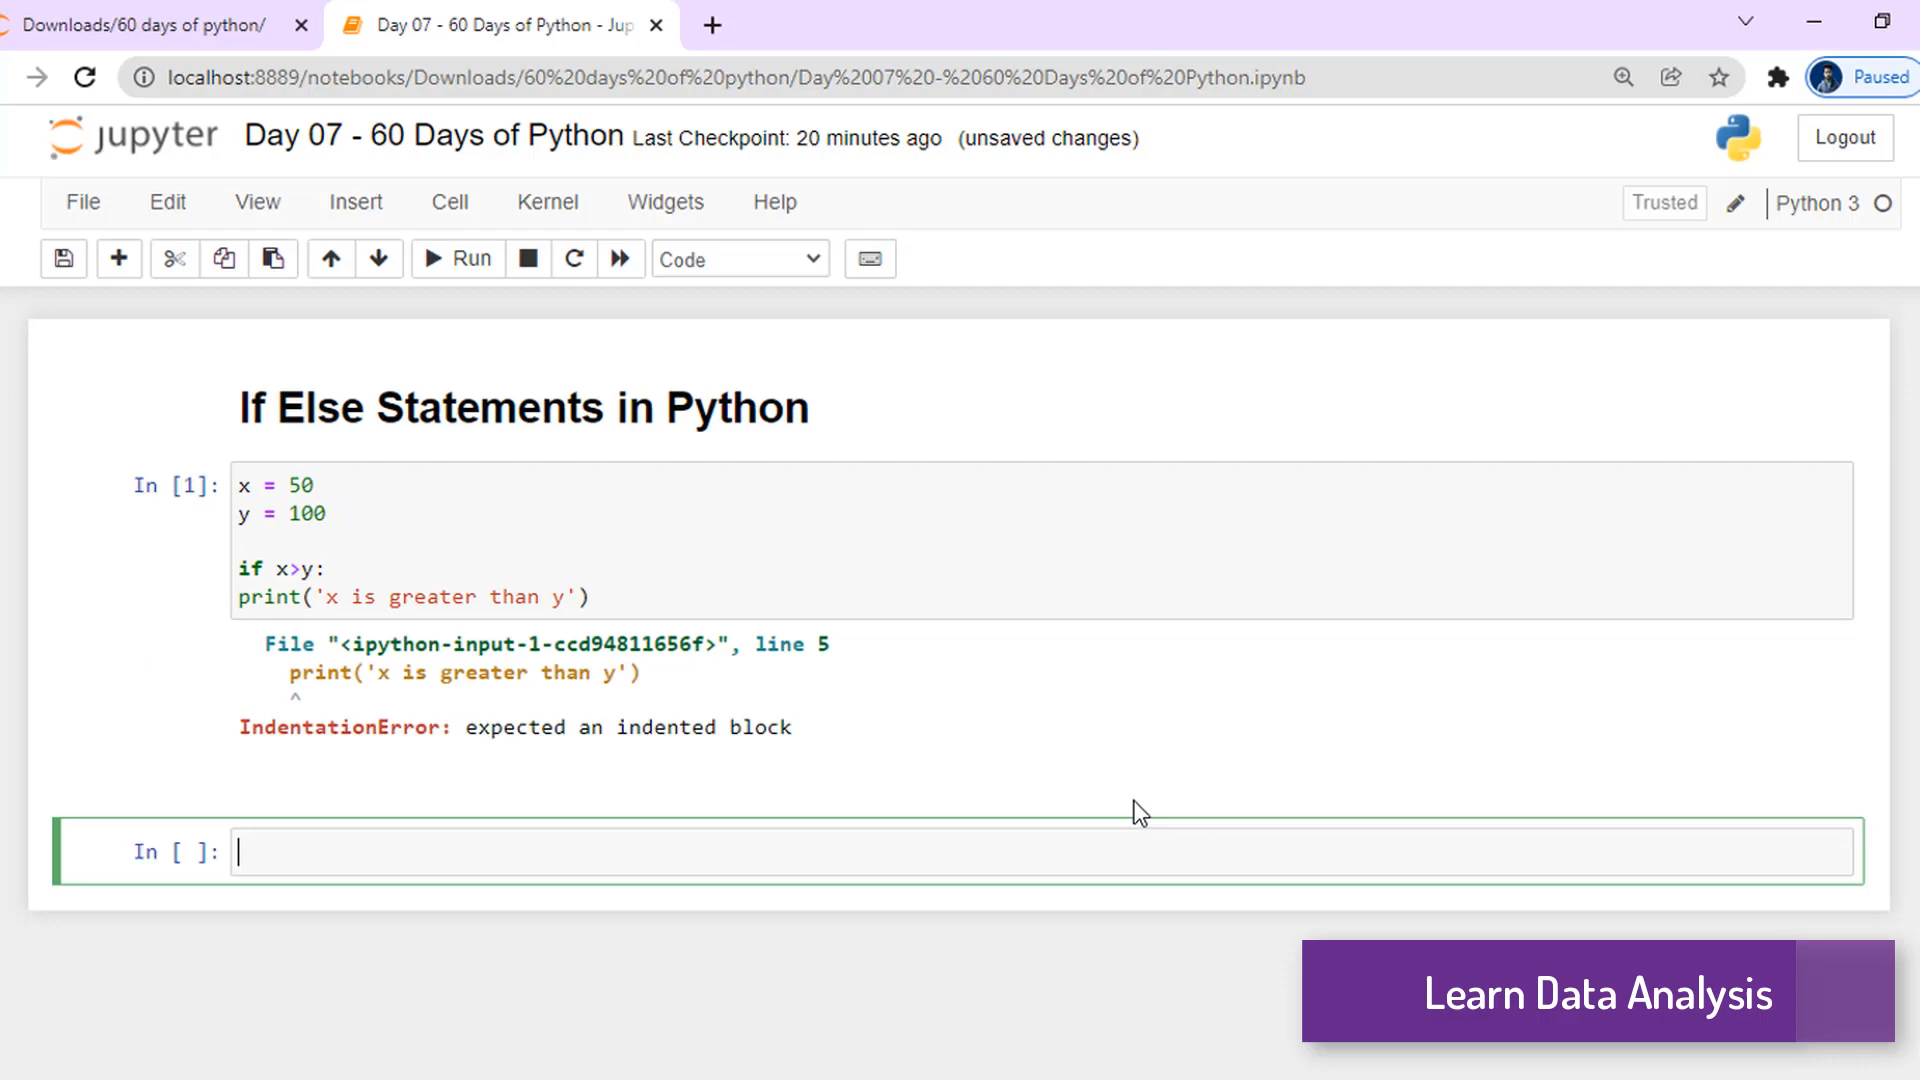 Downloads/60 days of python/
Day 07 - 60 Days of Python - Jup
localhost:8889/notebooks/Downloads/60%20days%20of%20python/Day%2007%20-%2060%20Days%20of%20Python.ipynb
Paused
jupyter Day 07 - 60 Days of Python Last Checkpoint: 20 minutes ago (unsaved changes)
Logout
File Edit View Insert Cell Kernel Widgets Help
Trusted
Python 3
Run
Code
If Else Statements in Python
In [1]: x = 50
y = 100
if x>y:
print('x is greater than y')
File "<ipython-input-1-ccd94811656f>", line 5
print('x is greater than y')
^
IndentationError: expected an indented block
In [ ]:
Learn Data Analysis